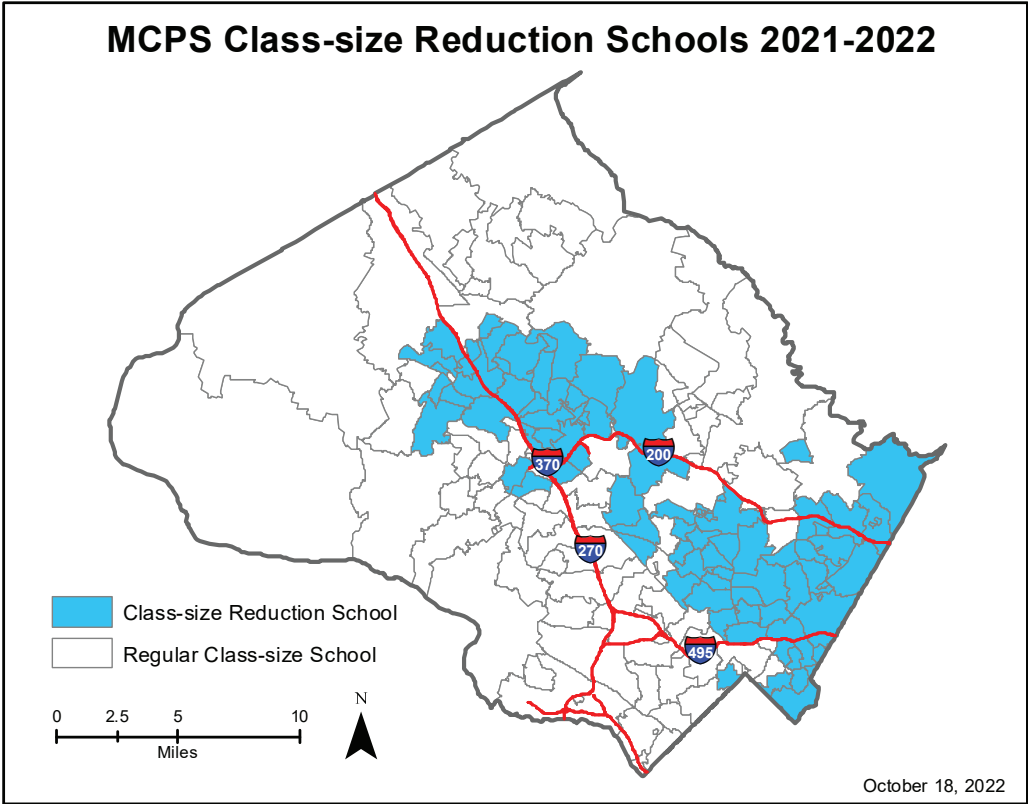 MCPS Class-size Reduction Schools 2021-2022
370
200
270
495
Class-size Reduction School
Regular Class-size School
0 2.5 5 10
Miles
N
October 18, 2022